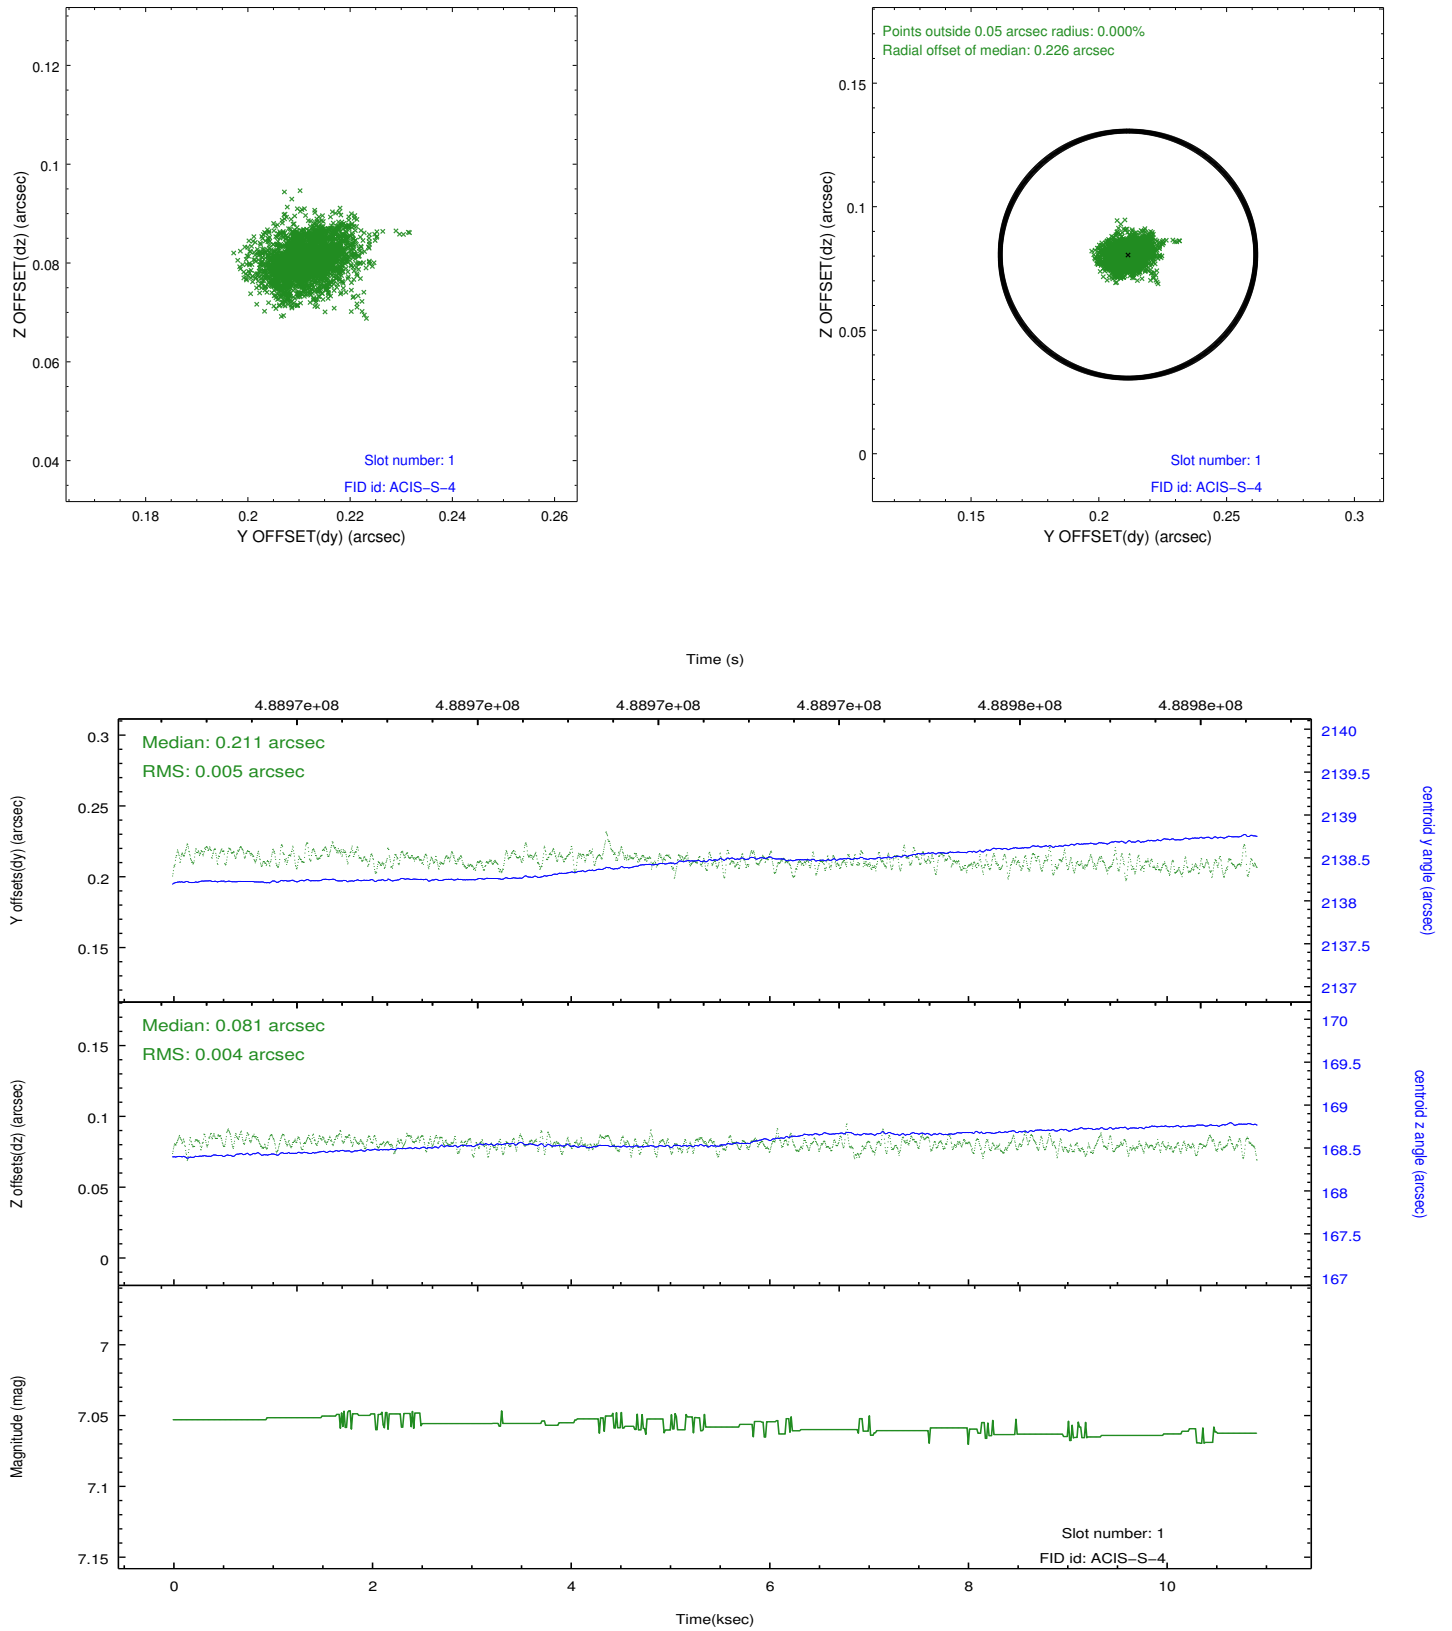 0.12
0.1
0.08
0.06
0.04
Z OFFSET(dz) (arcsec)
Slot number: 1
FID id: ACIS−S−4
0.18 0.2 0.22 0.24 0.26
Y OFFSET(dy) (arcsec)
Points outside 0.05 arcsec radius: 0.000%
Radial offset of median: 0.226 arcsec
0.15
0.1
0.05
0
Z OFFSET(dz) (arcsec)
Slot number: 1
FID id: ACIS−S−4
0.15 0.2 0.25 0.3
Y OFFSET(dy) (arcsec)
Time (s)
4.8897e+08 4.8897e+08 4.8897e+08 4.8897e+08 4.8898e+08 4.8898e+08
Median: 0.211 arcsec
RMS: 0.005 arcsec
0.3
0.25
0.2
0.15
Y offsets(dy) (arcsec)
2140
2139.5
2139
2138.5
2138
2137.5
2137
centroid y angle (arcsec)
Median: 0.081 arcsec
RMS: 0.004 arcsec
0.15
0.1
0.05
0
Z offsets(dz) (arcsec)
170
169.5
169
168.5
168
167.5
167
centroid z angle (arcsec)
7
7.05
7.1
7.15
Magnitude (mag)
Slot number: 1
FID id: ACIS−S−4
0 2 4 6 8 10
Time(ksec)